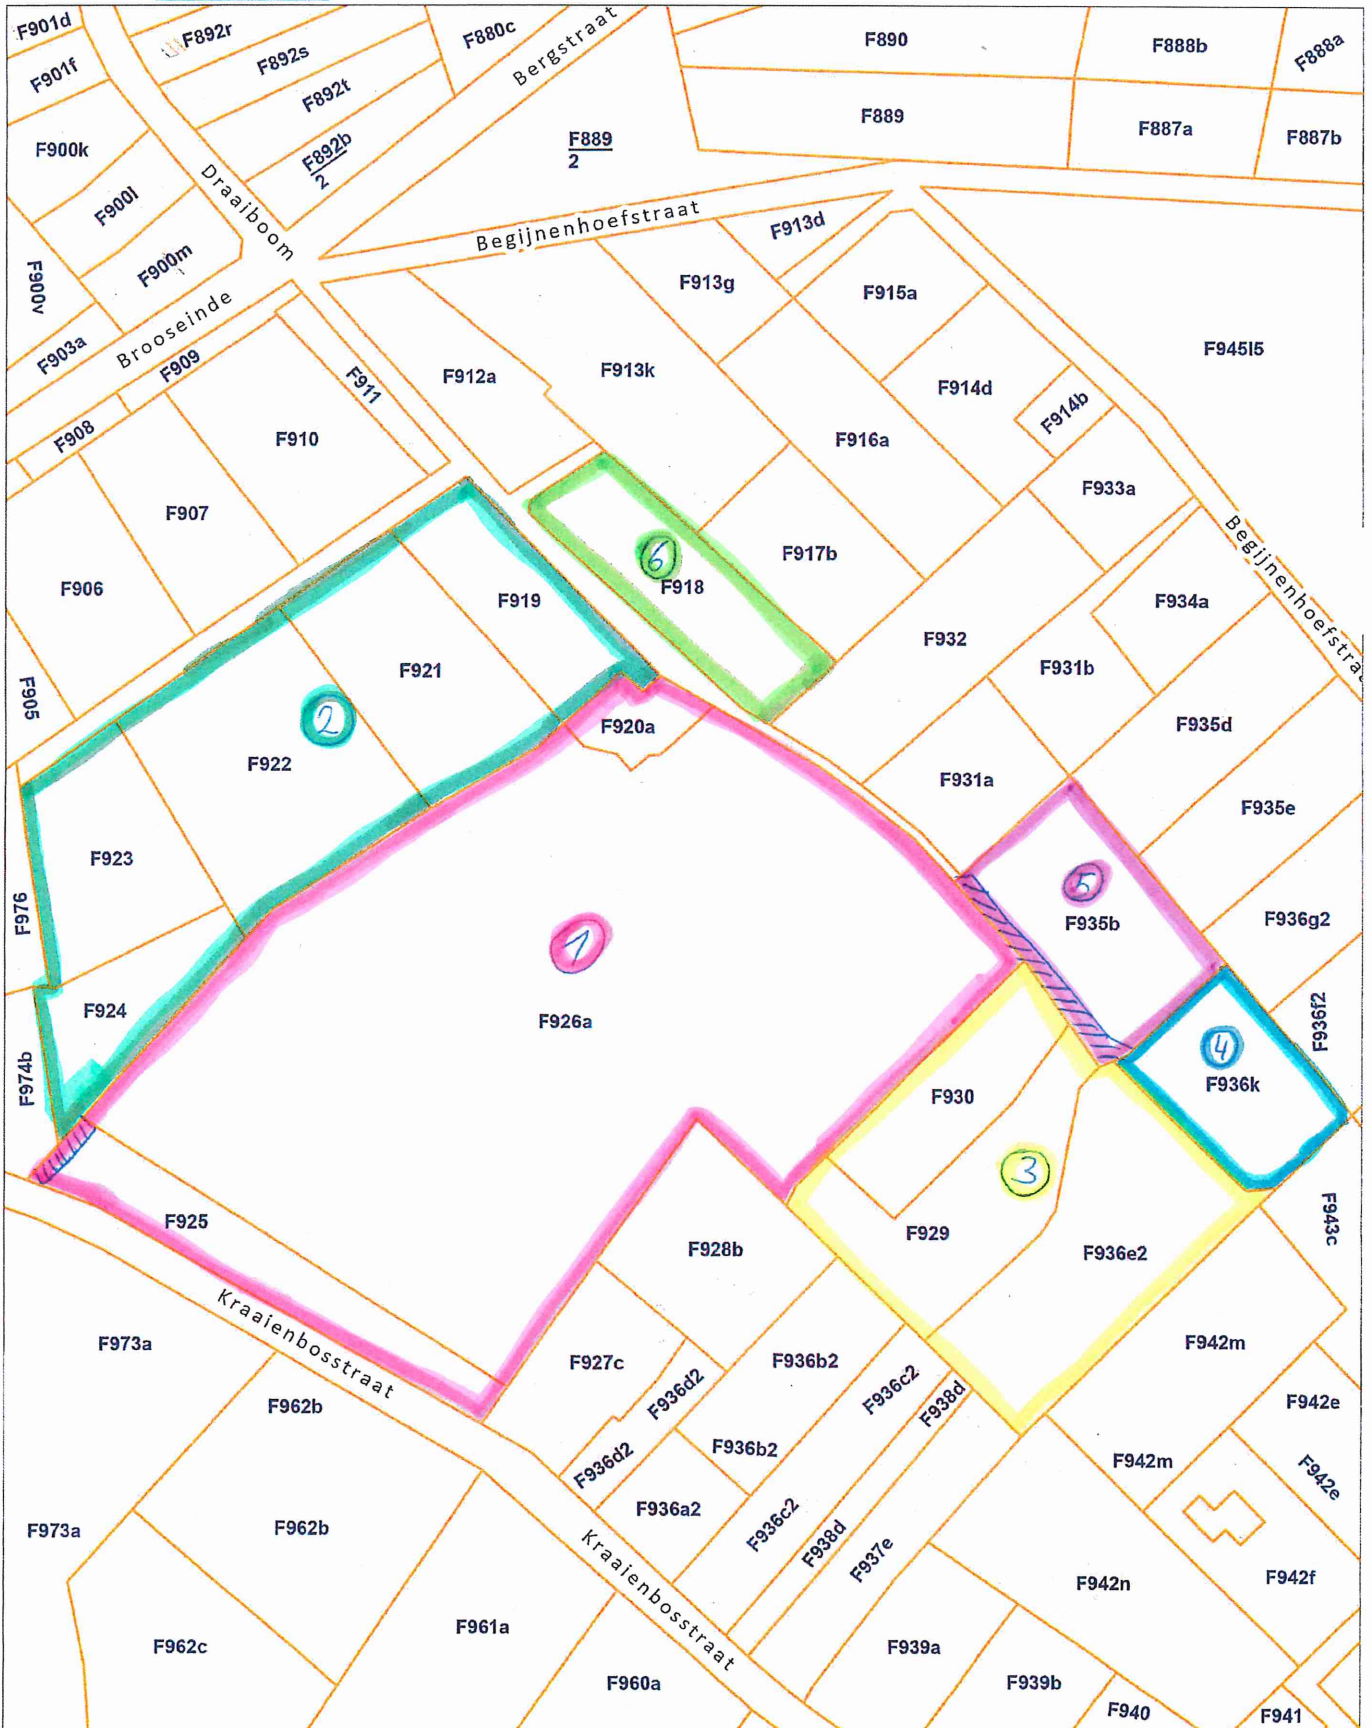 F901d
F892r
F880c
Bergstraat
F890
F888b
F888a
F901f
F892s
F892t
F889
F887a
F887b
F900k
F892b
2
F889
2
Draaiboom
F900l
F900m
F900v
Begijnenhoefstraat
F913d
F913g
F915a
F945l5
F903a
Brooseinde
F909
F911
F912a
F913k
F914d
F914b
F908
F910
F916a
F933a
F907
F917b
Begijnenhoefstraat
F906
6
F918
F919
F934a
F932
F931b
F921
F905
2
F920a
F935d
F922
F931a
F935e
F923
5
F935b
F936g2
F976
1
F924
F926a
4
F936f2
F974b
F936k
F930
3
F925
F929
F928b
F936e2
F943c
Kraaienbosstraat
F973a
F927c
F936b2
F942m
F936d2
F936c2
F938d
F942e
F962b
F936b2
F942m
F936d2
F942e
F936a2
F973a
F962b
F936c2
F938d
F937e
Kraaienbosstraat
F942n
F942f
F962c
F961a
F939a
F960a
F939b
F940
F941